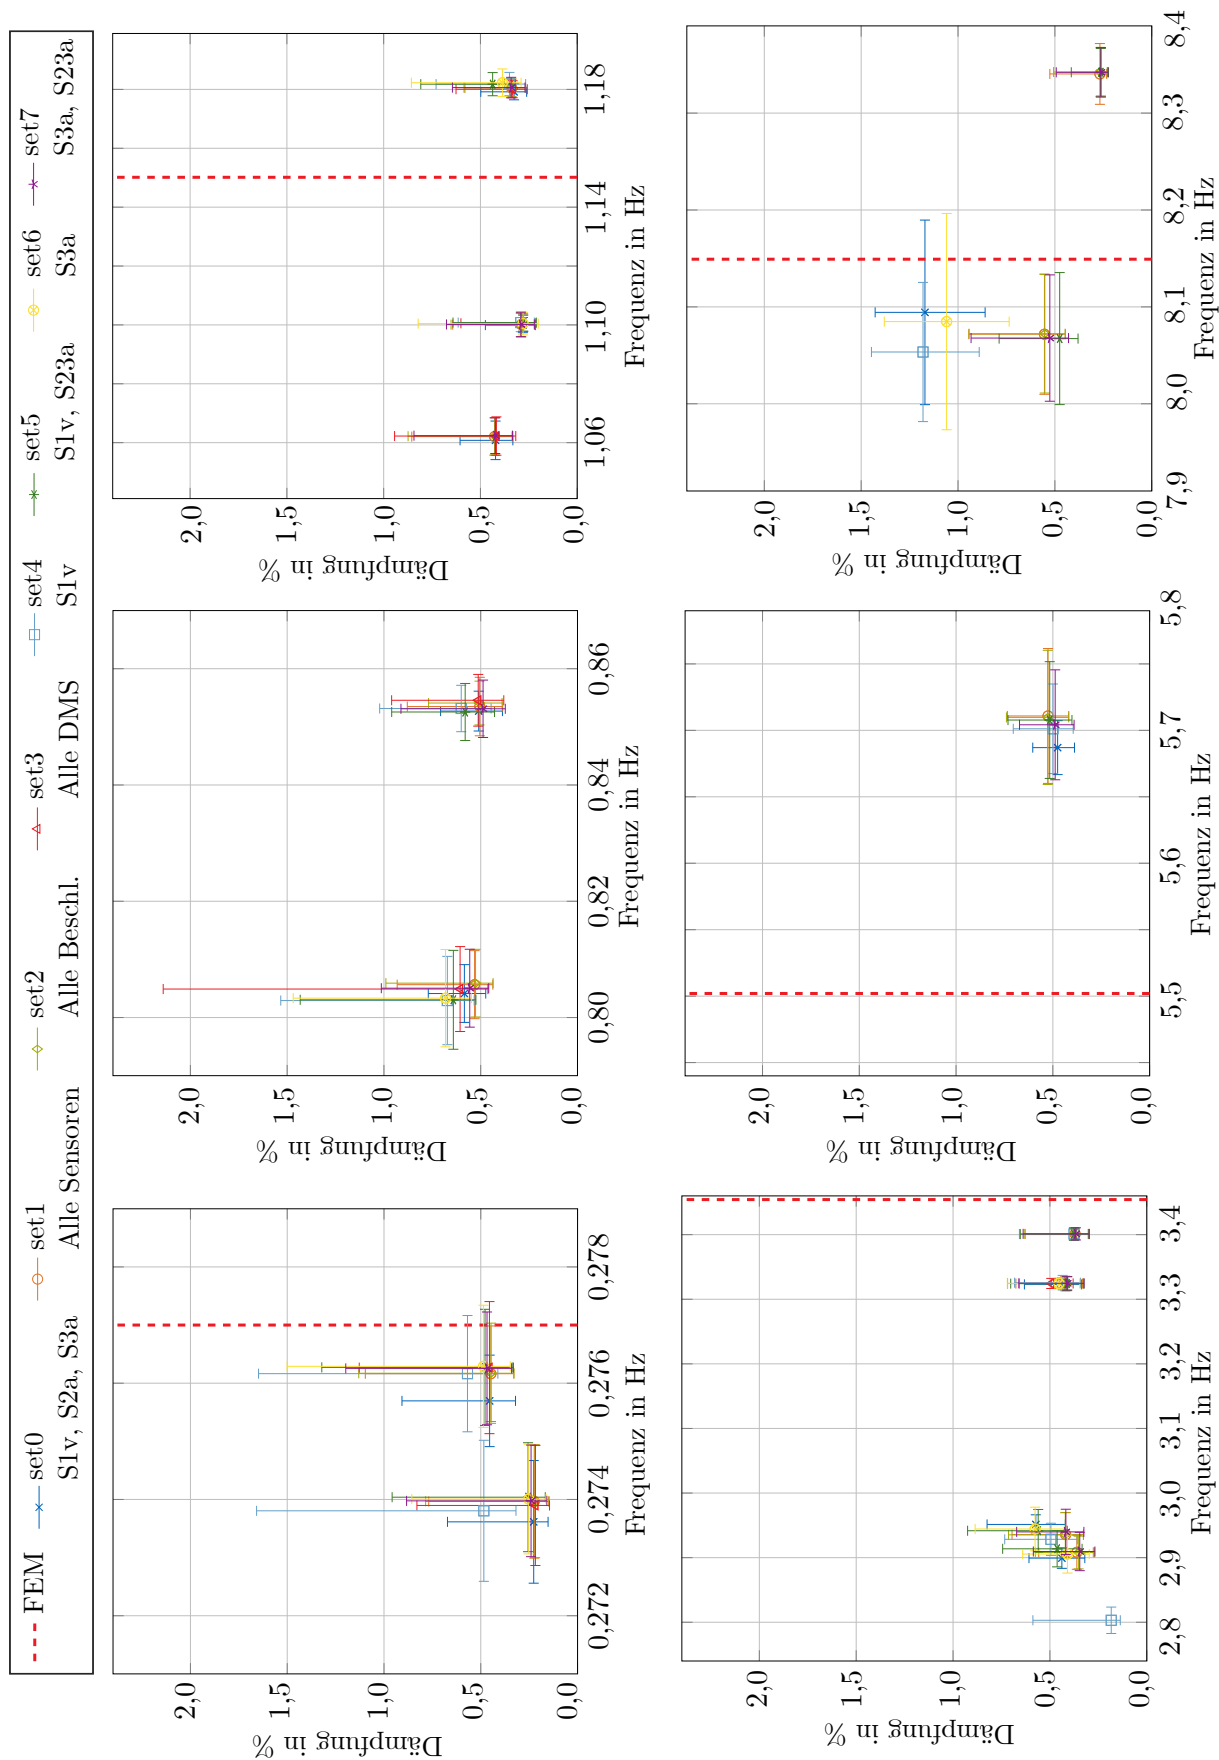 FEM set0 set1 set2 set3 set4 set5 set6 set7
S1v, S2a, S3a Alle Sensoren Alle Beschl. Alle DMS S1v S1v, S23a S3a S3a, S23a
2,0
1,5
1,0
0,5
0,0
Dämpfung in %
0,272 0,274 0,276 0,278
Frequenz in Hz
2,0
1,5
1,0
0,5
0,0
Dämpfung in %
0,80 0,82 0,84 0,86
Frequenz in Hz
2,0
1,5
1,0
0,5
0,0
Dämpfung in %
1,06 1,10 1,14 1,18
Frequenz in Hz
2,0
1,5
1,0
0,5
0,0
Dämpfung in %
2,8 2,9 3,0 3,1 3,2 3,3 3,4
Frequenz in Hz
2,0
1,5
1,0
0,5
0,0
Dämpfung in %
5,5 5,6 5,7 5,8
Frequenz in Hz
2,0
1,5
1,0
0,5
0,0
Dämpfung in %
7,9 8,0 8,1 8,2 8,3 8,4
Frequenz in Hz